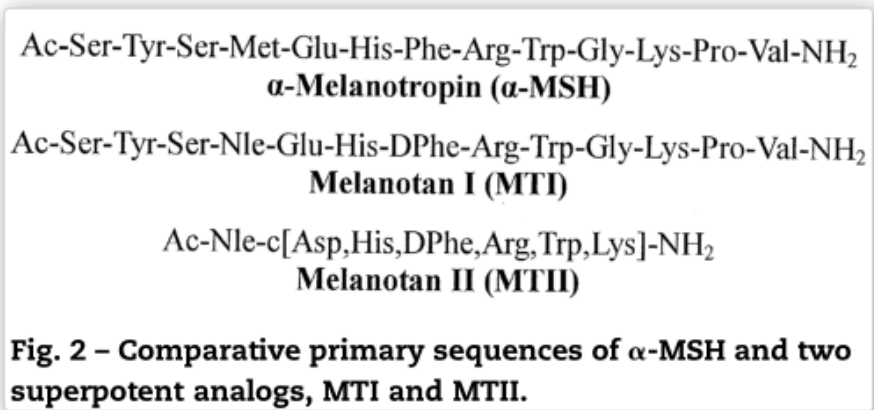 Ac-Ser-Tyr-Ser-Met-Glu-His-Phe-Arg-Trp-Gly-Lys-Pro-Val-NH₂
α-Melanotropin (α-MSH)
Ac-Ser-Tyr-Ser-Nle-Glu-His-DPhe-Arg-Trp-Gly-Lys-Pro-Val-NH₂
Melanotan I (MTI)
Ac-Nle-c[Asp,His,DPhe,Arg,Trp,Lys]-NH₂
Melanotan II (MTII)
Fig. 2 – Comparative primary sequences of α-MSH and two
superpotent analogs, MTI and MTII.